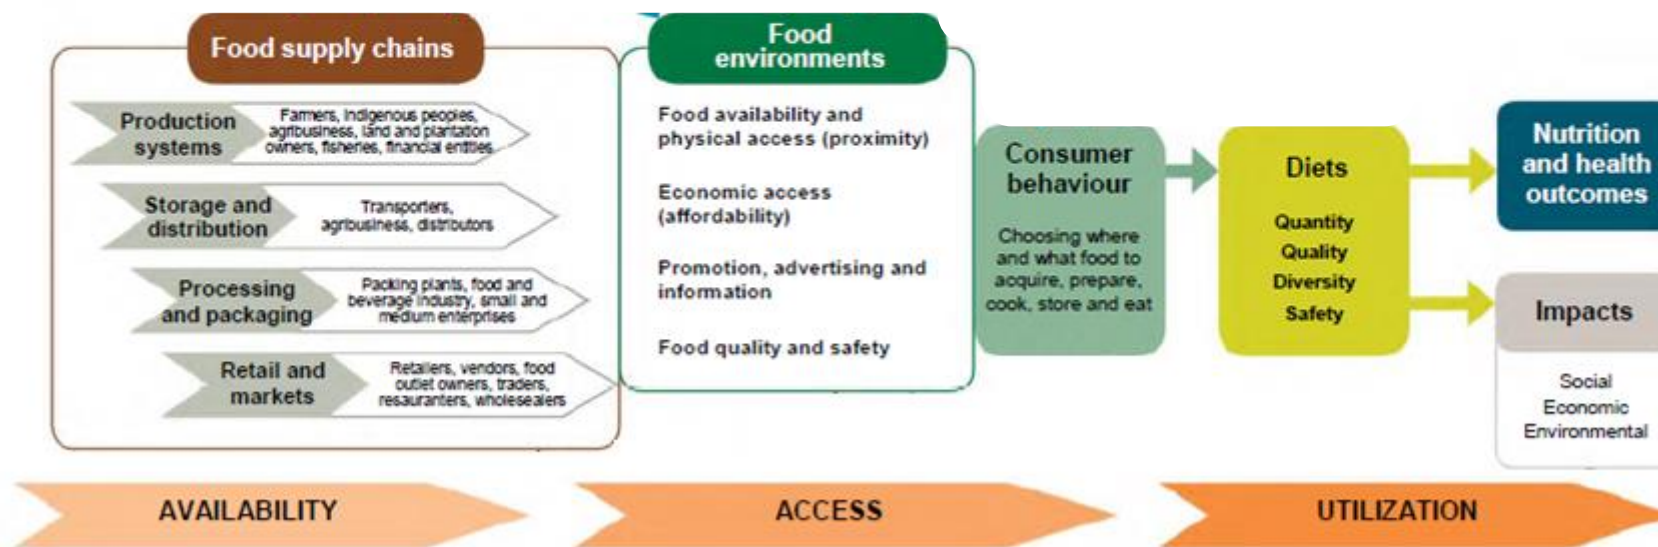 Food supply chains
Production
systems
Farmers, indigenous peoples,
agribusiness, land and plantation
owners, fisheries, financial entities
Storage and
distribution
Transporters,
agribusiness, distributors
Processing
and packaging
Packing plants, food and
beverage industry, small and
medium enterprises
Retail and
markets
Retailers, vendors, food
outlet owners, traders,
resauranters, wholesealers
Food
environments
Food availability and
physical access (proximity)
Economic access
(affordability)
Promotion, advertising and
information
Food quality and safety
Consumer
behaviour
Choosing where
and what food to
acquire, prepare,
cook, store and eat
Diets
Quantity
Quality
Diversity
Safety
Nutrition
and health
outcomes
Impacts
Social
Economic
Environmental
AVAILABILITY
ACCESS
UTILIZATION